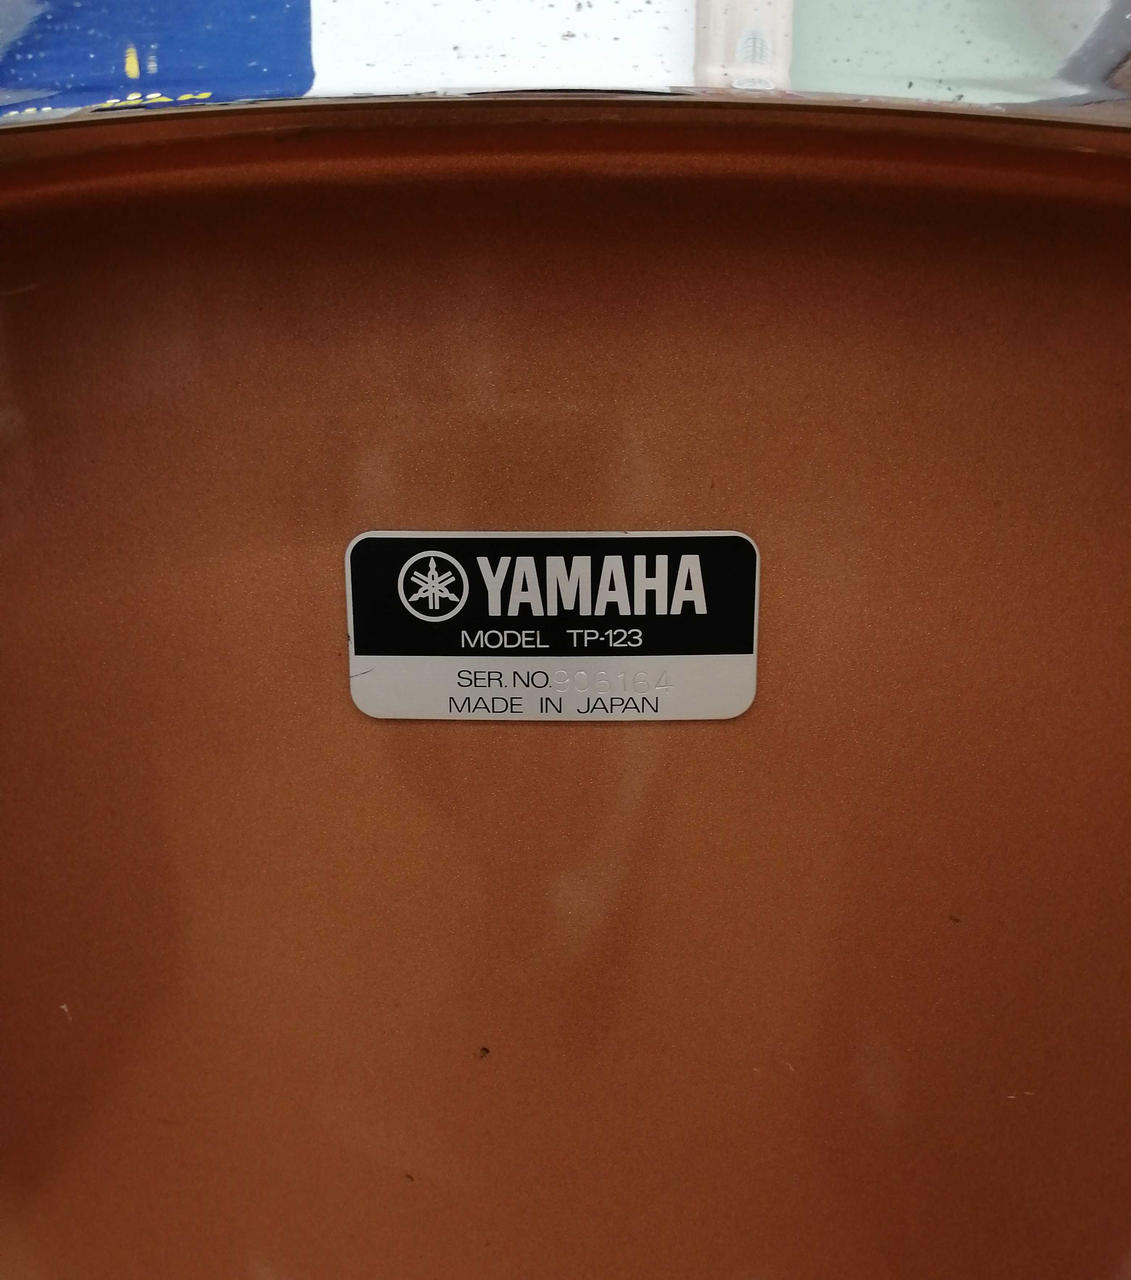 YAMAHA
MODEL TP-123
SER. NO. 906164
MADE IN JAPAN